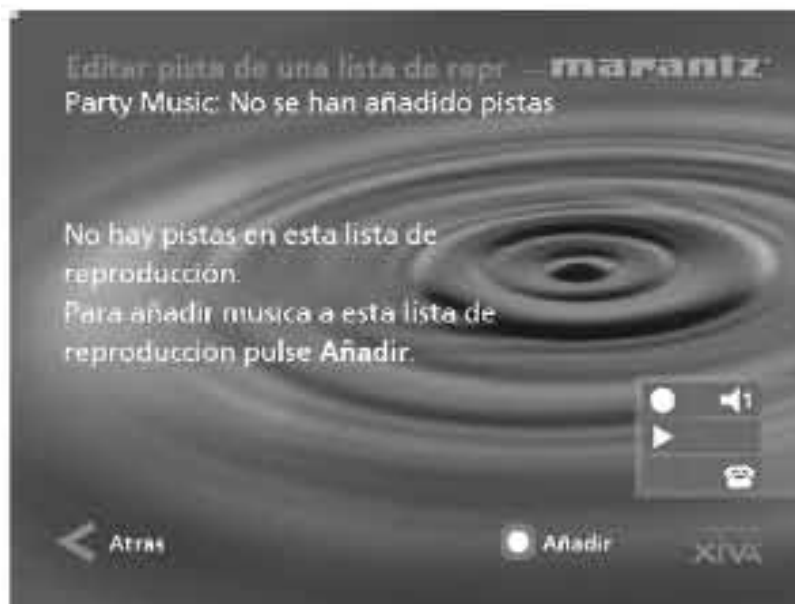 Editar pista de una lista de repr
marantz
Party Music: No se han añadido pistas
No hay pistas en esta lista de
reproducción.
Para añadir musica a esta lista de
reproduccion pulse Añadir.
1
Atras
Añadir
XIVA